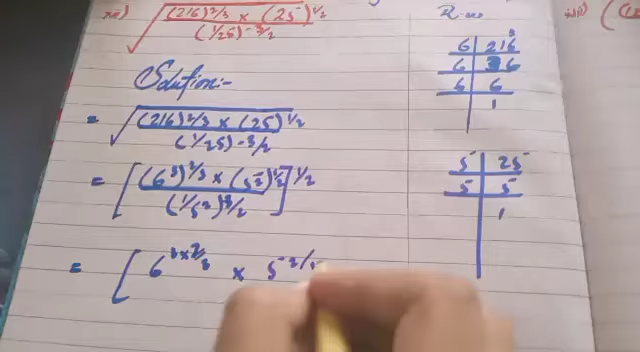 √((216)^2/3 × (25)^1/2 / (1/25)^-3/2)
Solution:-
= √((216)^2/3 × (25)^1/2 / (1/25)^-3/2)
= [(6^3)^2/3 × (5^2)^1/2 / (1/5^2)^3/2]^1/2
= [6^3×2/3 × 5
6 | 216
6 | 36
6 | 6
1
5 | 25
5 | 5
1